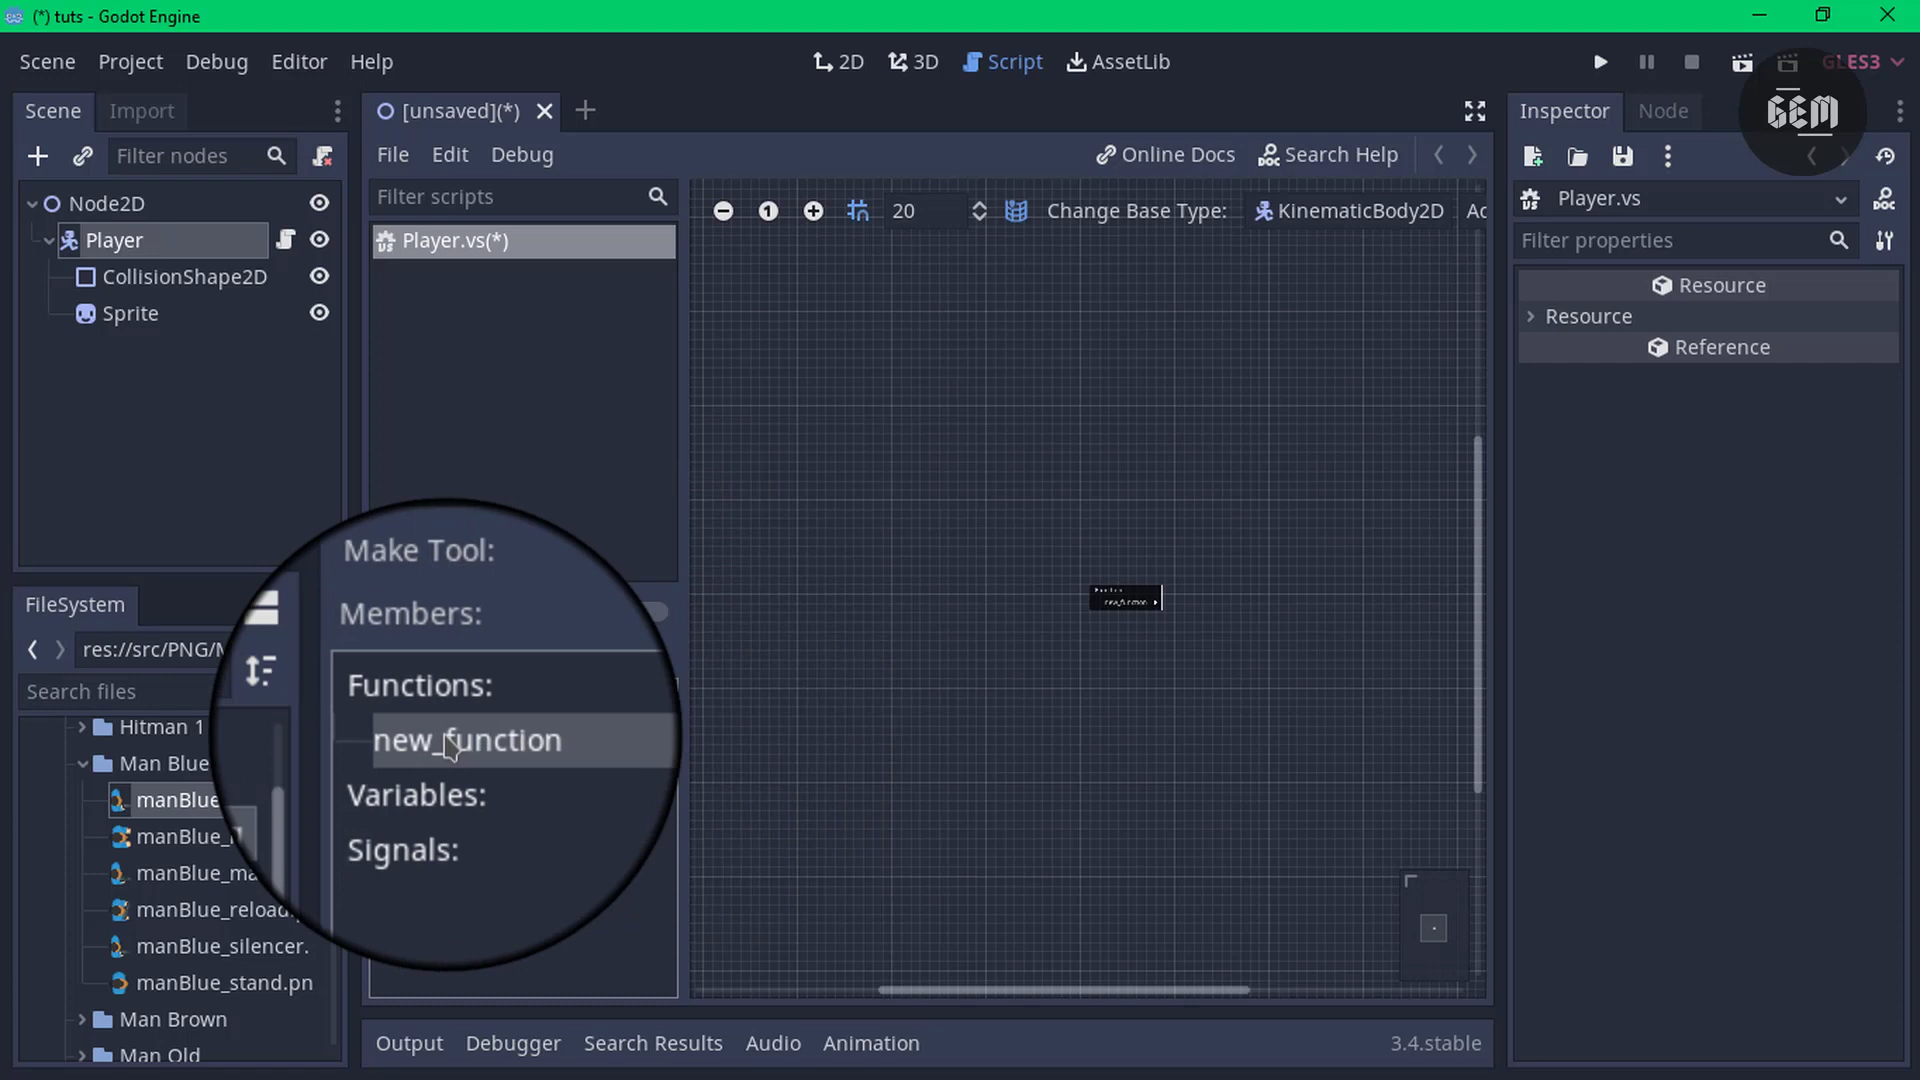 (*) tuts - Godot Engine
Scene Project Debug Editor Help
2D 3D Script AssetLib
GLES3
GEM
Scene Import
[unsaved](*)
Inspector Node
Filter nodes
File Edit Debug
Online Docs Search Help
Filter scripts
20 Change Base Type: KinematicBody2D Ac
Player.vs
Node2D
Player
CollisionShape2D
Sprite
Player.vs(*)
Filter properties
Resource
Resource
Reference
Make Tool:
Members:
Functions:
new_function
Variables:
Signals:
new_function
FileSystem
res://src/PNG/M
Search files
Hitman 1
Man Blue
manBlue
manBlue_
manBlue_ma
manBlue_reload.p
manBlue_silencer.
manBlue_stand.pn
Man Brown
Man Old
Output Debugger Search Results Audio Animation 3.4.stable